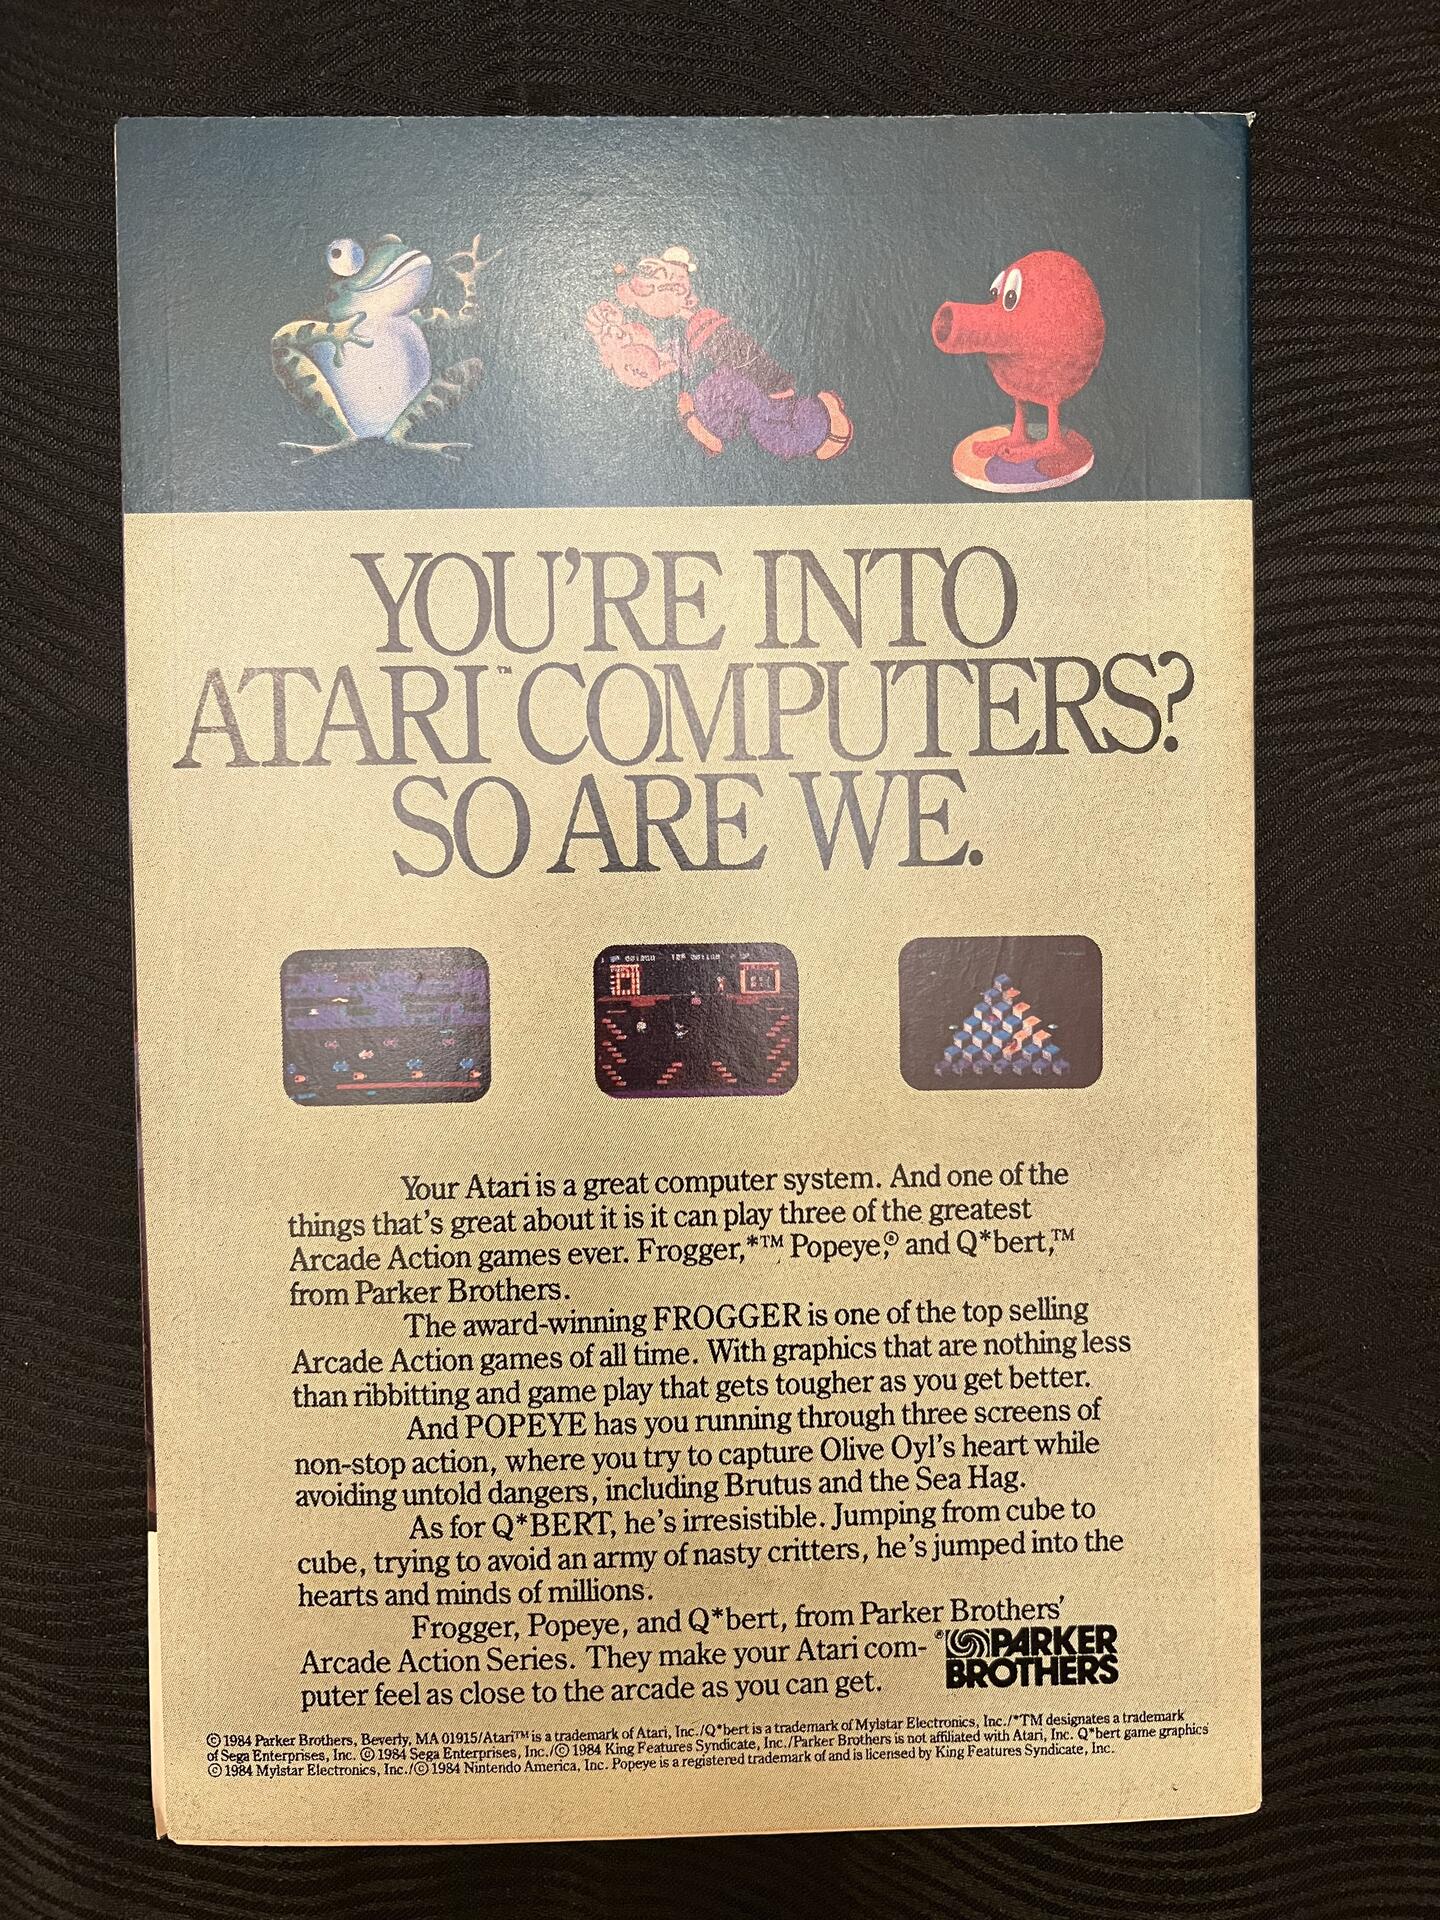 YOU'RE INTO
ATARI™ COMPUTERS?
SO ARE WE.
Your Atari is a great computer system. And one of the
things that's great about it is it can play three of the greatest
Arcade Action games ever. Frogger,*™ Popeye,® and Q*bert,™
from Parker Brothers.
The award-winning FROGGER is one of the top selling
Arcade Action games of all time. With graphics that are nothing less
than ribbitting and game play that gets tougher as you get better.
And POPEYE has you running through three screens of
non-stop action, where you try to capture Olive Oyl's heart while
avoiding untold dangers, including Brutus and the Sea Hag.
As for Q*BERT, he's irresistible. Jumping from cube to
cube, trying to avoid an army of nasty critters, he's jumped into the
hearts and minds of millions.
Frogger, Popeye, and Q*bert, from Parker Brothers'
Arcade Action Series. They make your Atari com-
puter feel as close to the arcade as you can get.
® PARKER
BROTHERS
© 1984 Parker Brothers, Beverly, MA 01915/Atari™ is a trademark of Atari, Inc./Q*bert is a trademark of Mylstar Electronics, Inc./*TM designates a trademark
of Sega Enterprises, Inc. © 1984 Sega Enterprises, Inc./© 1984 King Features Syndicate, Inc./Parker Brothers is not affiliated with Atari, Inc. Q*bert game graphics
© 1984 Mylstar Electronics, Inc./© 1984 Nintendo America, Inc. Popeye is a registered trademark of and is licensed by King Features Syndicate, Inc.